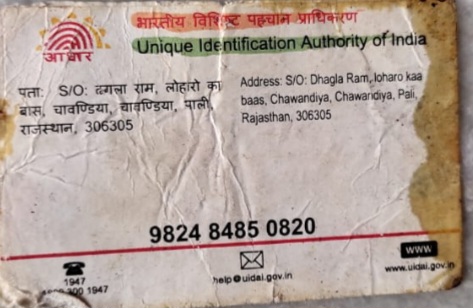 भारतीय विशिष्ट पहचान प्राधिकरण
Unique Identification Authority of India
आधार
पता: S/O: ढगला राम, लोहारो का
बास, चावण्डिया, चावण्डिया, पाली,
राजस्थान, 306305
Address: S/O: Dhagla Ram, loharo kaa
baas, Chawandiya, Chawandiya, Pali,
Rajasthan, 306305
9824 8485 0820
1947
300 1947
help@uidai.gov.in
www
www.uidai.gov.in